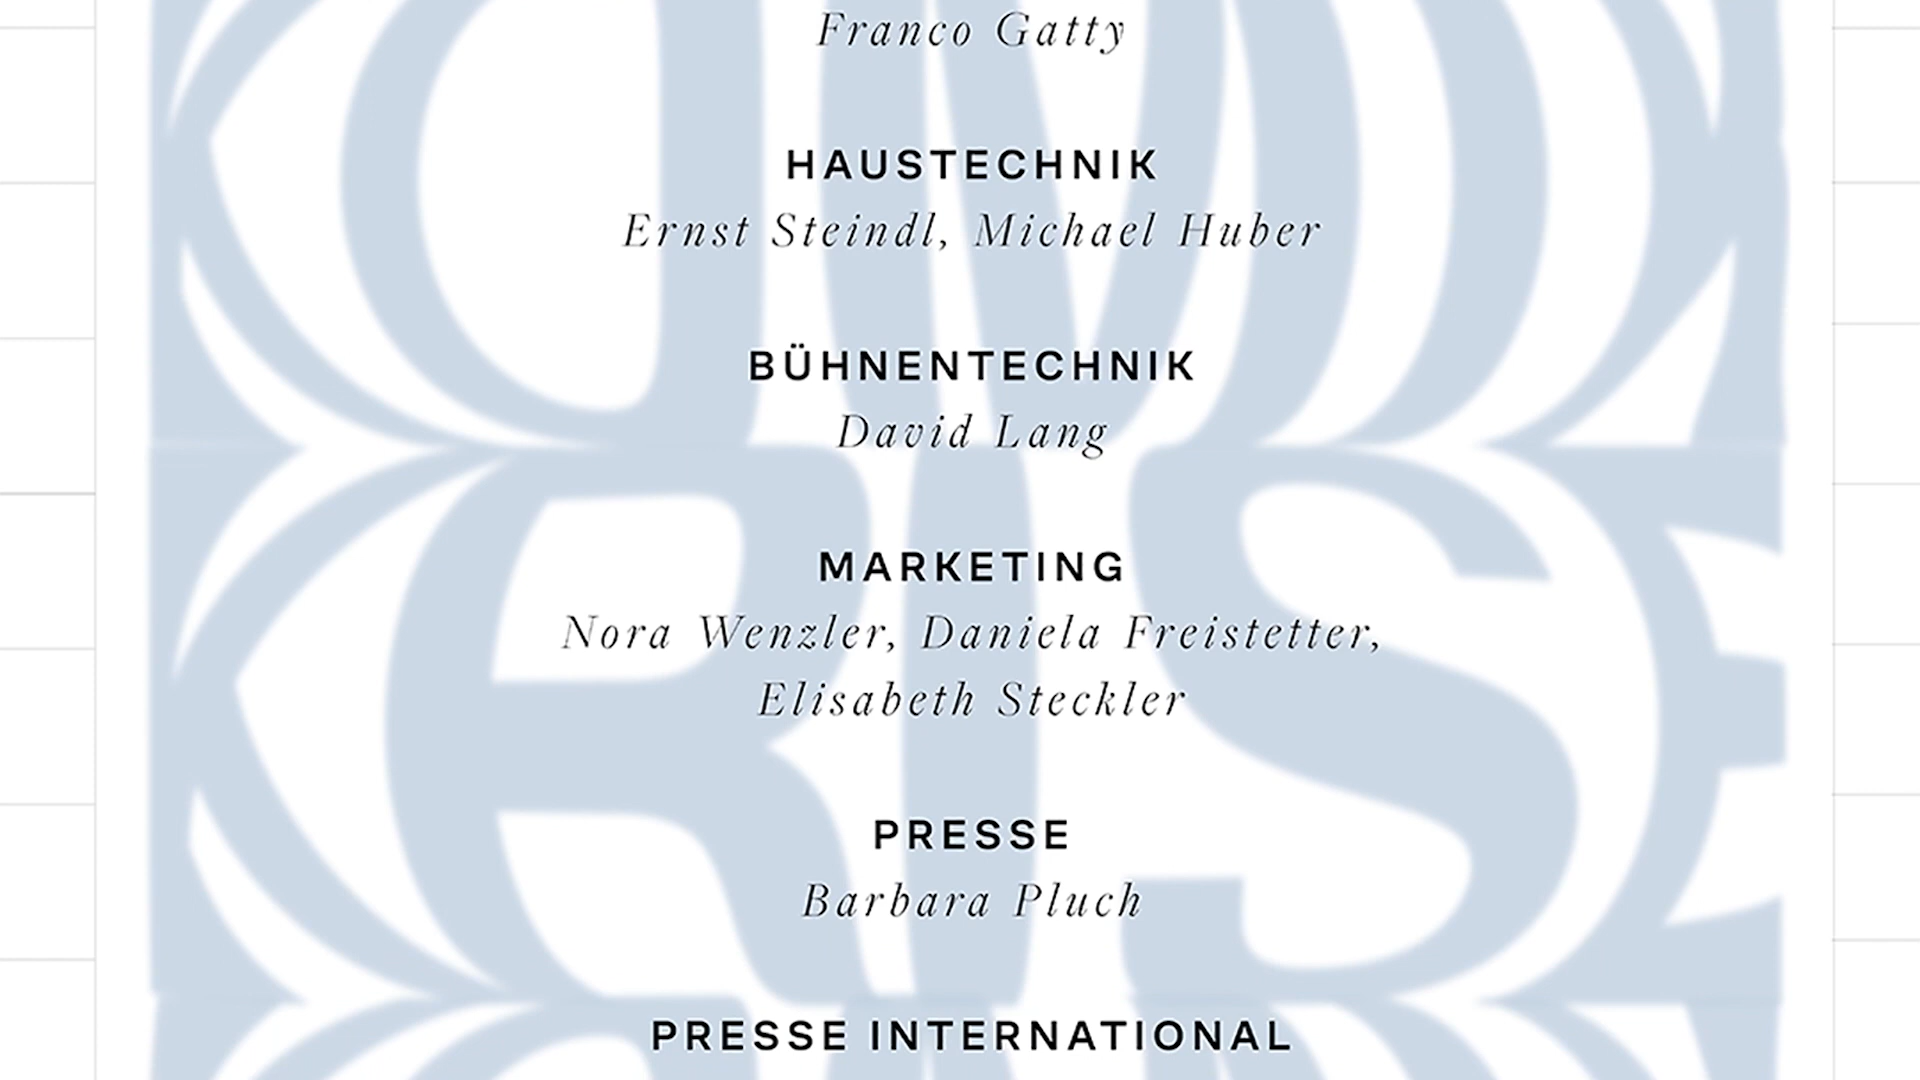 Franco Gatty
HAUSTECHNIK
Ernst Steindl, Michael Huber
BÜHNENTECHNIK
David Lang
MARKETING
Nora Wenzler, Daniela Freistetter,
Elisabeth Steckler
PRESSE
Barbara Pluch
PRESSE INTERNATIONAL